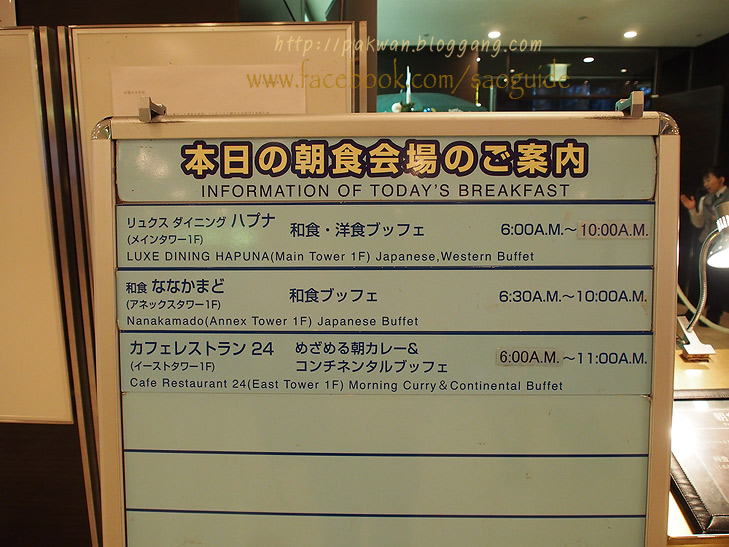 http://pakwan.bloggang.com
www.facebook.com/saoguide
本日の朝食会場のご案内
INFORMATION OF TODAY'S BREAKFAST
リュクス ダイニング ハプナ 和食・洋食ブッフェ 6:00A.M.～10:00A.M.
(メインタワー1F)
LUXE DINING HAPUNA(Main Tower 1F) Japanese,Western Buffet
和食 ななかまど 和食ブッフェ 6:30A.M.～10:00A.M.
(アネックスタワー1F)
Nanakamado(Annex Tower 1F) Japanese Buffet
カフェレストラン 24 めざめる朝カレー& 6:00A.M.～11:00A.M.
(イーストタワー1F) コンチネンタルブッフェ
Cafe Restaurant 24(East Tower 1F) Morning Curry&Continental Buffet